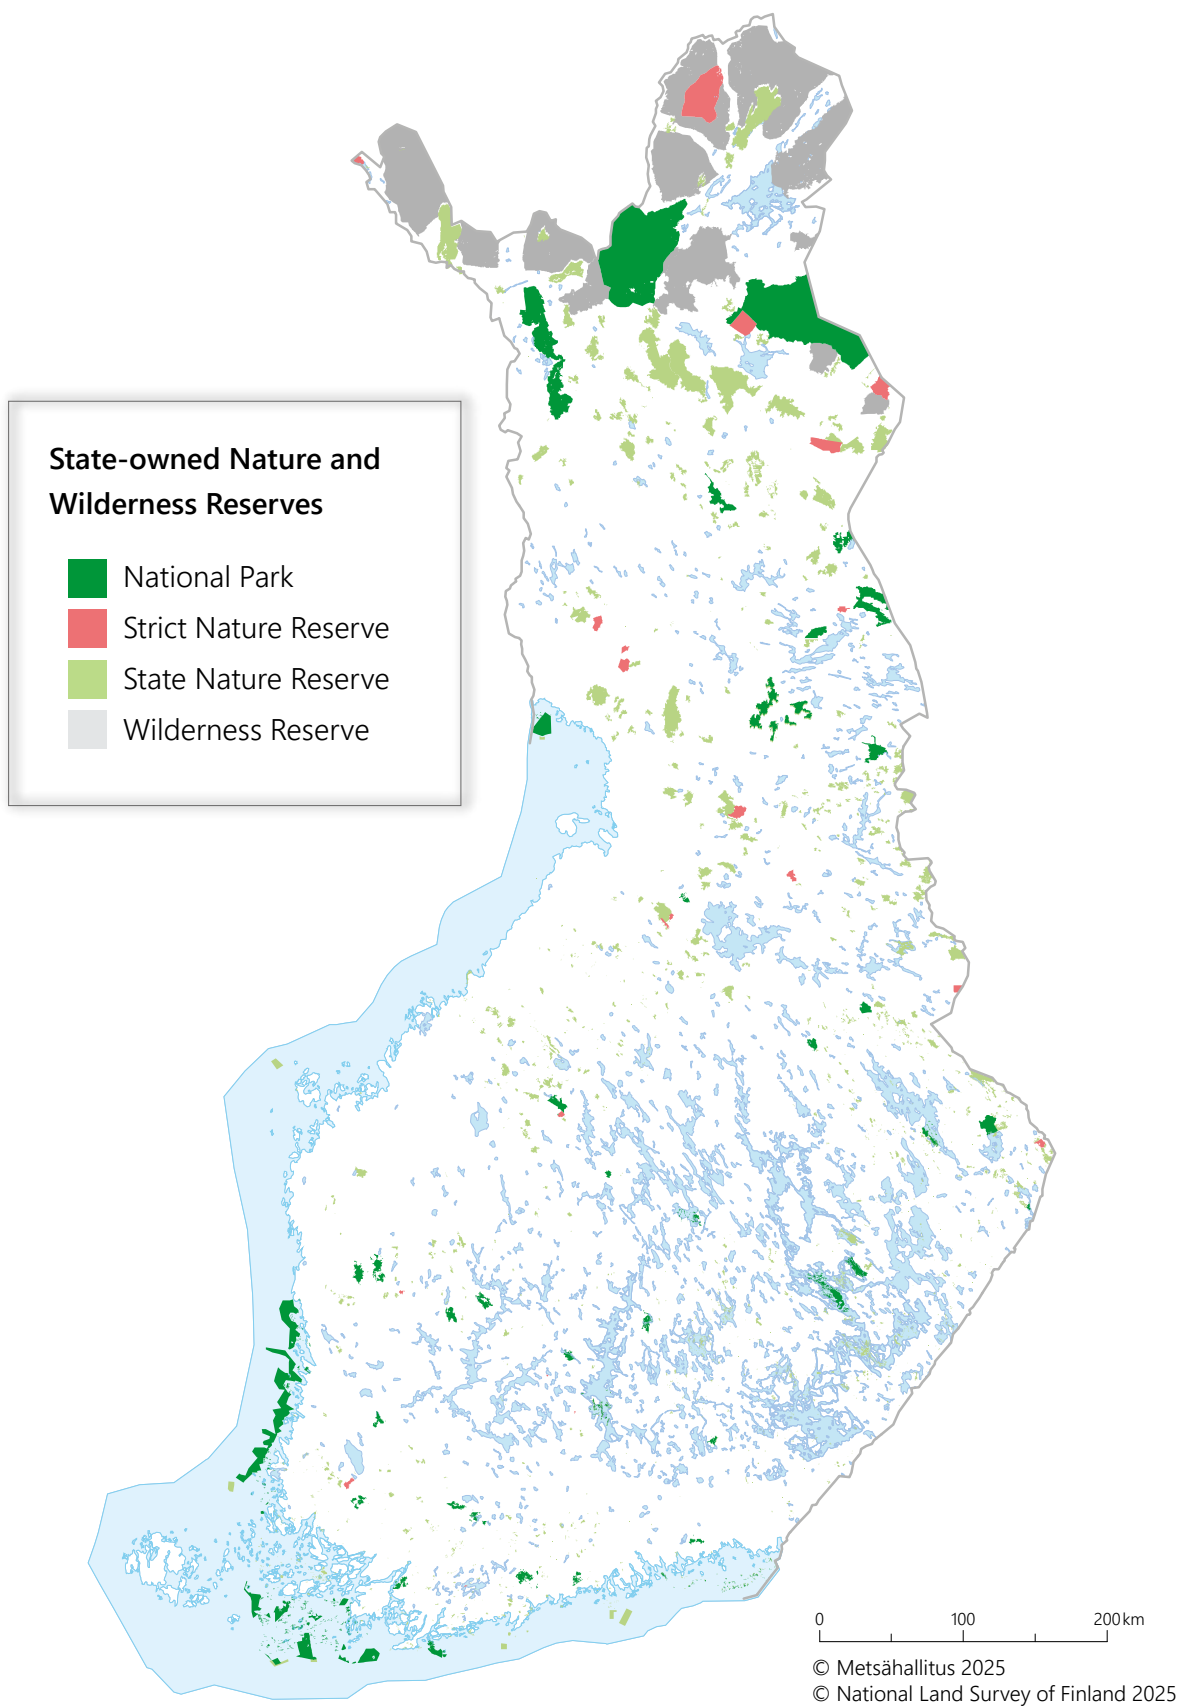 State-owned Nature and
Wilderness Reserves
National Park
Strict Nature Reserve
State Nature Reserve
Wilderness Reserve
0 100 200 km
© Metsähallitus 2025
© National Land Survey of Finland 2025